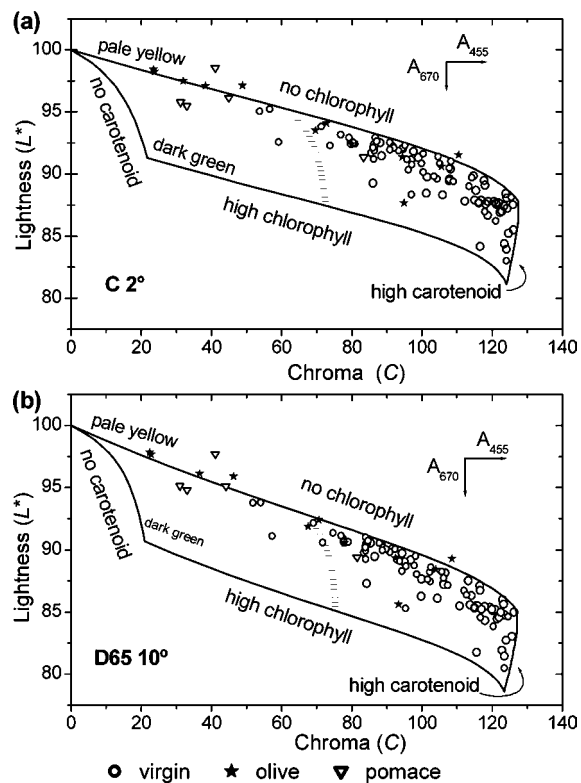 (a)
100
95
90
85
80
Lightness (L*)
pale yellow
no carotenoid
dark green
no chlorophyll
high chlorophyll
high carotenoid
A455
A670
C 2°
0 20 40 60 80 100 120 140
Chroma (C)
(b)
100
95
90
85
80
Lightness (L*)
pale yellow
no carotenoid
dark green
no chlorophyll
high chlorophyll
high carotenoid
A455
A670
D65 10º
0 20 40 60 80 100 120 140
Chroma (C)
virgin olive pomace